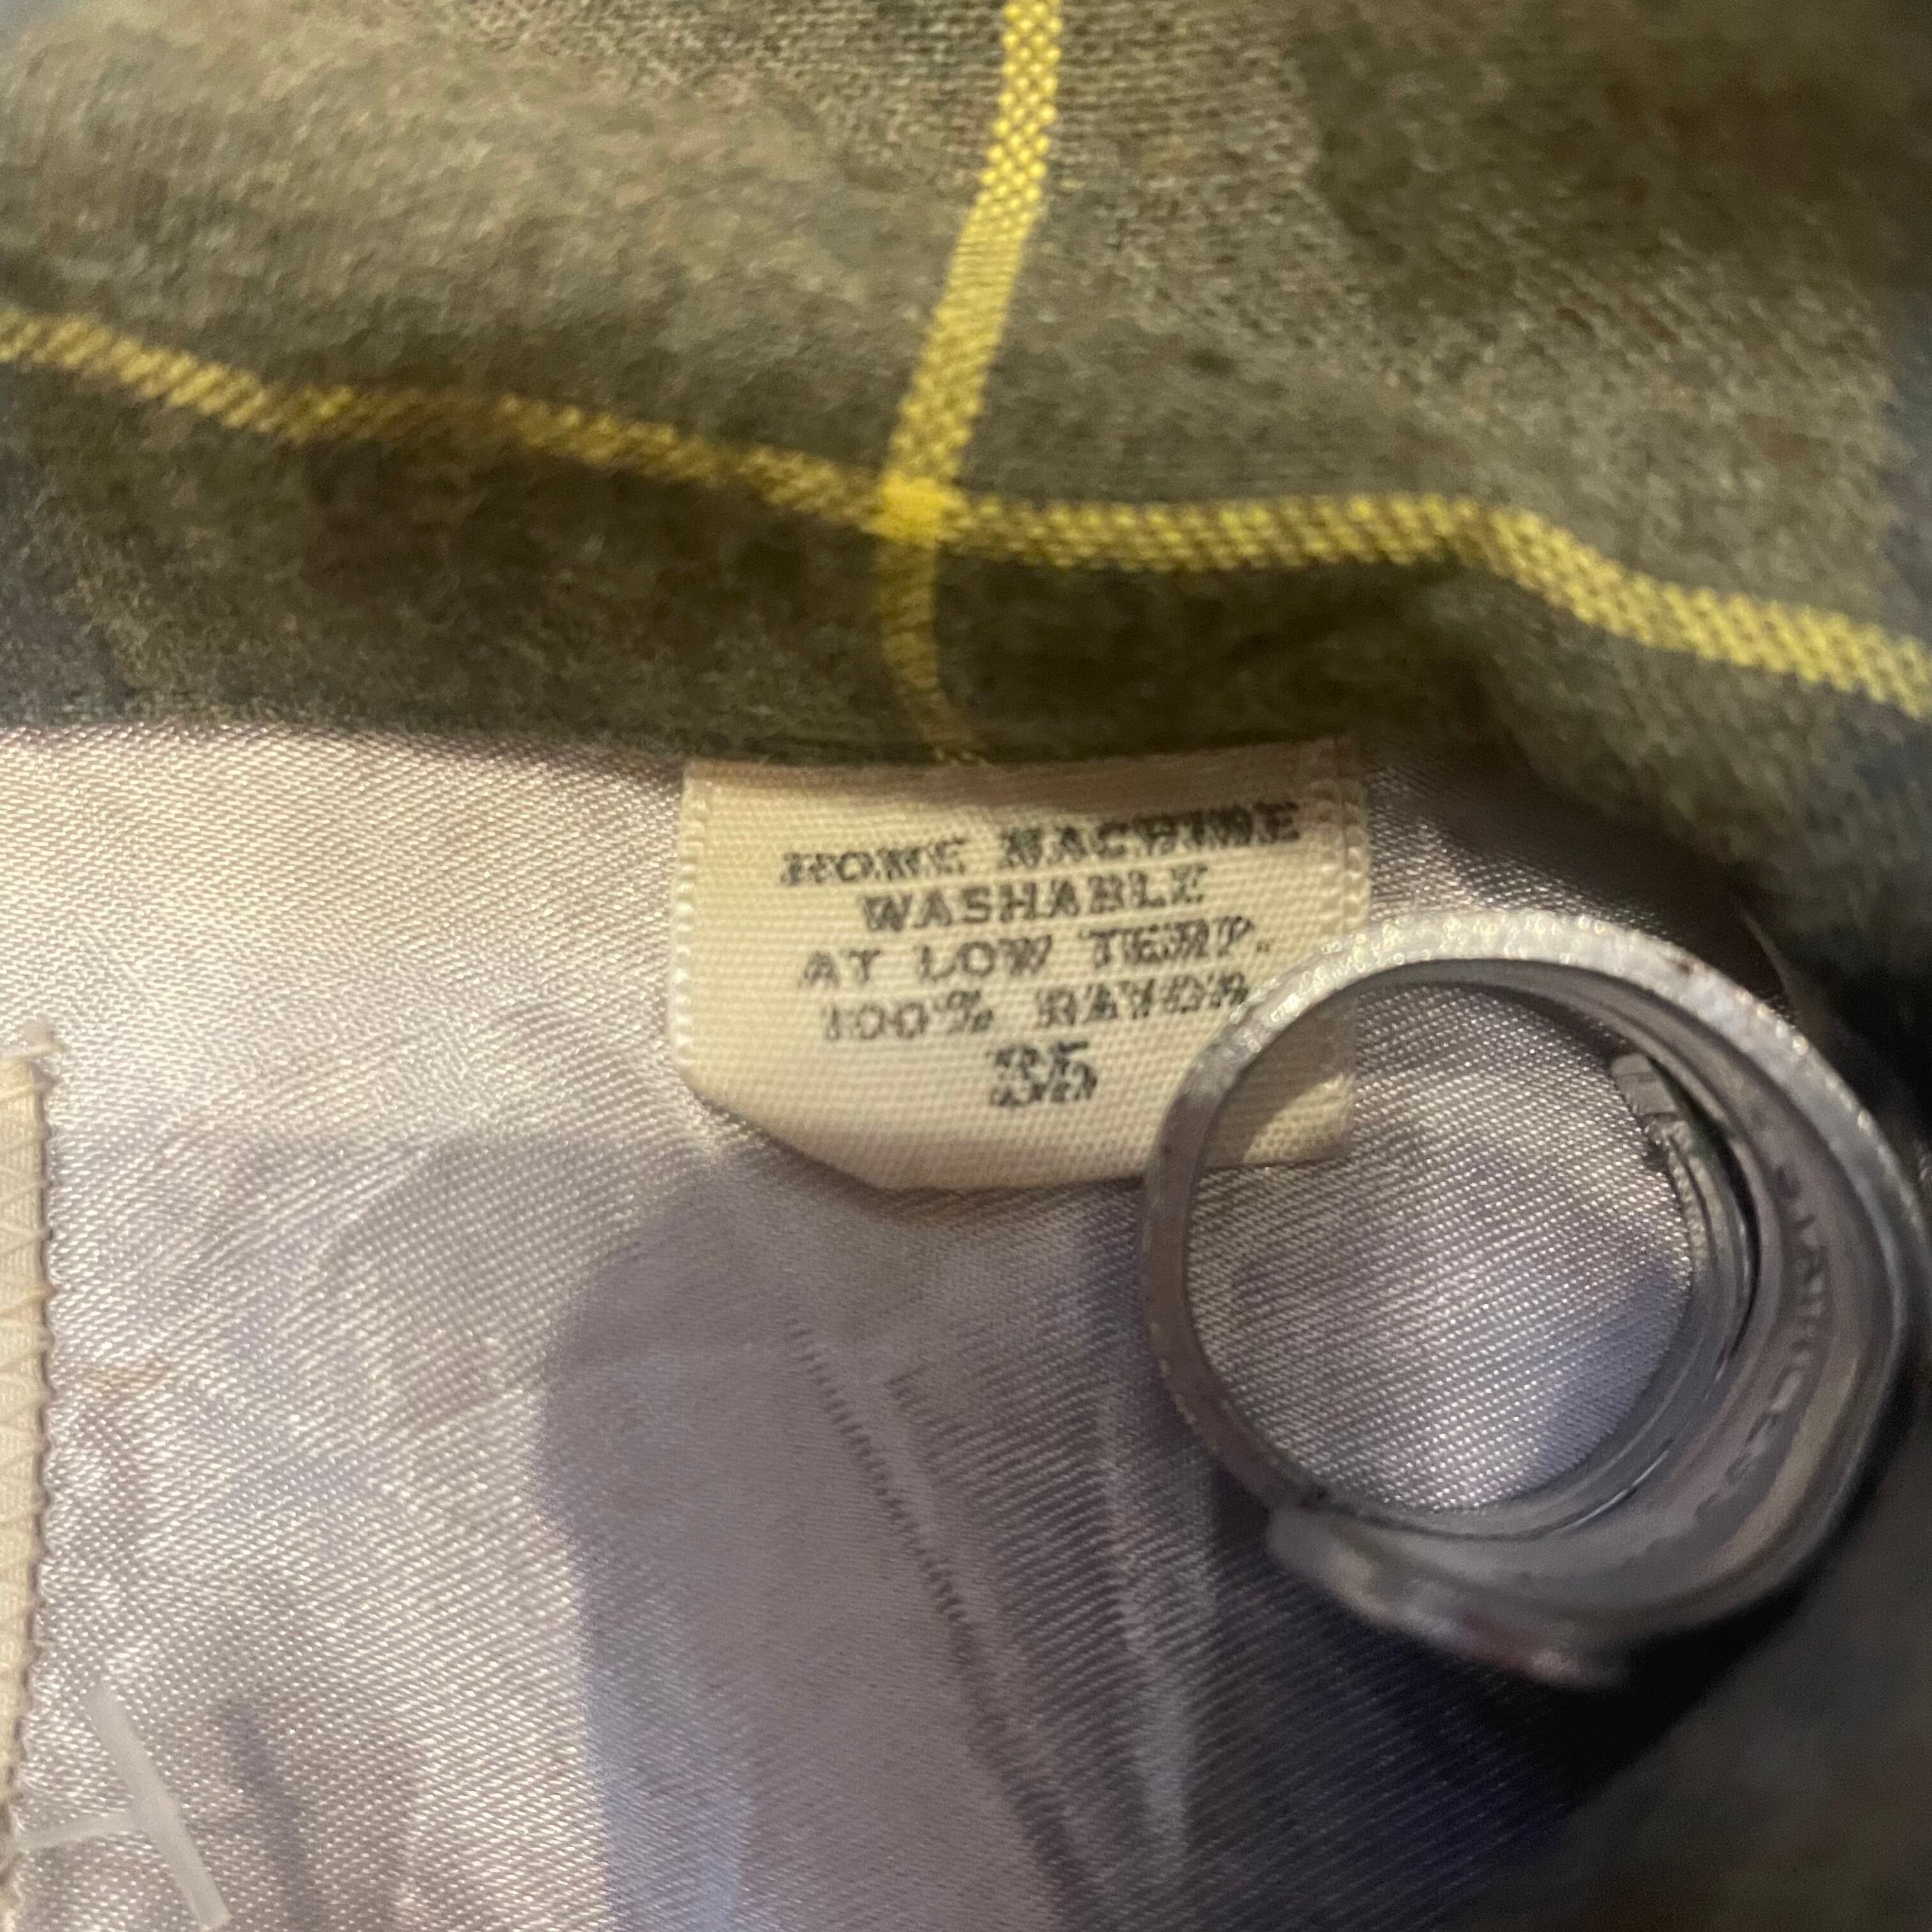 HOME MACHINE
WASHABLE
AT LOW TEMP.
100% RAYON
35